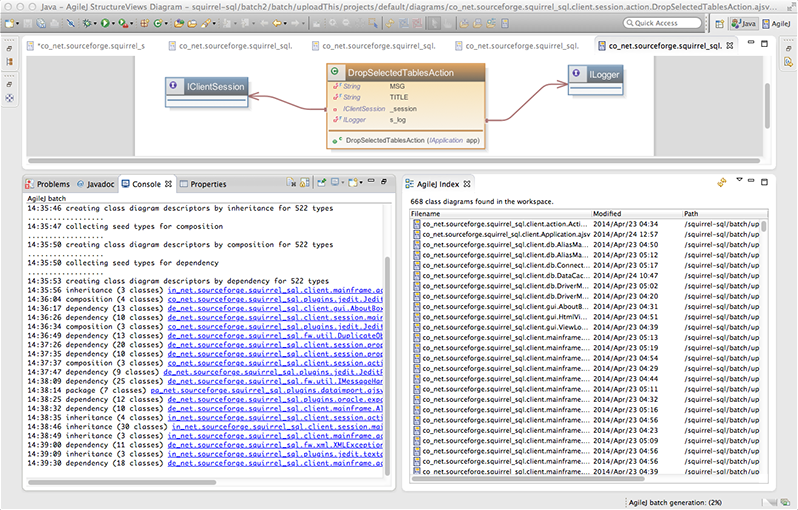 Java – AgileJ StructureViews Diagram – squirrel-sql/batch2/batch/uploadThis/projects/default/diagrams/co_net.sourceforge.squirrel_sql.client.session.action.DropSelectedTablesAction.ajsv…
Quick Access
Java
AgileJ
*co_net.sourceforge.squirrel_s
co_net.sourceforge.squirrel_sql.
co_net.sourceforge.squirrel_sql.
co_net.sourceforge.squirrel_sql.
co_net.sourceforge.squirrel_sql.
IClientSession
DropSelectedTablesAction
String MSG
String TITLE
IClientSession _session
ILogger s_log
DropSelectedTablesAction (IApplication app)
ILogger
Problems
Javadoc
Console
Properties
AgileJ batch
14:35:46 creating class diagram descriptors by inheritance for 522 types
..................
14:35:47 collecting seed types for composition
..................
14:35:50 creating class diagram descriptors by composition for 522 types
..................
14:35:50 collecting seed types for dependency
..................
14:35:53 creating class diagram descriptors by dependency for 522 types
14:35:56 inheritance (3 classes) in_net.sourceforge.squirrel_sql.client.mainframe.ac
14:36:04 composition (4 classes) co_net.sourceforge.squirrel_sql.plugins.jedit.Jedit
14:36:17 dependency (13 classes) de_net.sourceforge.squirrel_sql.client.gui.AboutBox
14:36:26 dependency (10 classes) de_net.sourceforge.squirrel_sql.client.session.main
14:36:34 composition (3 classes) co_net.sourceforge.squirrel_sql.plugins.jedit.Jedit
14:36:49 dependency (13 classes) de_net.sourceforge.squirrel_sql.fw.util.DuplicateOb
14:37:26 dependency (20 classes) de_net.sourceforge.squirrel_sql.client.session.prop
14:37:35 dependency (10 classes) de_net.sourceforge.squirrel_sql.client.session.prop
14:37:37 composition (3 classes) co_net.sourceforge.squirrel_sql.client.session.acti
14:37:47 dependency (9 classes) de_net.sourceforge.squirrel_sql.plugins.jedit.JeditF
14:38:09 dependency (25 classes) de_net.sourceforge.squirrel_sql.fw.util.IMessageHan
14:38:14 package (7 classes) pa_net.sourceforge.squirrel_sql.plugins.dataimport.ajsv
14:38:25 dependency (12 classes) de_net.sourceforge.squirrel_sql.plugins.oracle.expl
14:38:32 dependency (10 classes) de_net.sourceforge.squirrel_sql.client.mainframe.Al
14:38:35 inheritance (4 classes) in_net.sourceforge.squirrel_sql.client.session.acti
14:38:46 inheritance (30 classes) in_net.sourceforge.squirrel_sql.client.session.mai
14:38:49 inheritance (3 classes) in_net.sourceforge.squirrel_sql.client.mainframe.ac
14:39:00 dependency (11 classes) de_net.sourceforge.squirrel_sql.fw.xml.XMLException
14:39:09 inheritance (3 classes) in_net.sourceforge.squirrel_sql.plugins.jedit.texto
14:39:30 dependency (18 classes) de_net.sourceforge.squirrel_sql.client.mainframe.ac
AgileJ Index
668 class diagrams found in the workspace.
Filename Modified Path
co_net.sourceforge.squirrel_sql.client.action.Acti... 2014/Apr/23 04:34 /squirrel-sql/batch/up
co_net.sourceforge.squirrel_sql.client.Application.ajsv 2014/Apr/24 12:57 /squirrel-sql/batch/up
co_net.sourceforge.squirrel_sql.client.db.AliasMa... 2014/Apr/23 04:50 /squirrel-sql/batch/up
co_net.sourceforge.squirrel_sql.client.db.AliasMa... 2014/Apr/23 05:12 /squirrel-sql/batch/up
co_net.sourceforge.squirrel_sql.client.db.Connect... 2014/Apr/23 05:17 /squirrel-sql/batch/up
co_net.sourceforge.squirrel_sql.client.db.DataCac... 2014/Apr/24 10:47 /squirrel-sql/batch/up
co_net.sourceforge.squirrel_sql.client.db.DriverM... 2014/Apr/23 05:02 /squirrel-sql/batch/up
co_net.sourceforge.squirrel_sql.client.db.DriverM... 2014/Apr/23 04:20 /squirrel-sql/batch/up
co_net.sourceforge.squirrel_sql.client.gui.AboutB... 2014/Apr/23 04:31 /squirrel-sql/batch/up
co_net.sourceforge.squirrel_sql.client.gui.HtmlVi... 2014/Apr/23 04:51 /squirrel-sql/batch/up
co_net.sourceforge.squirrel_sql.client.gui.ViewLo... 2014/Apr/23 04:39 /squirrel-sql/batch/up
co_net.sourceforge.squirrel_sql.client.mainframe.... 2014/Apr/23 05:13 /squirrel-sql/batch/up
co_net.sourceforge.squirrel_sql.client.mainframe.... 2014/Apr/23 05:19 /squirrel-sql/batch/up
co_net.sourceforge.squirrel_sql.client.mainframe.... 2014/Apr/23 04:54 /squirrel-sql/batch/up
co_net.sourceforge.squirrel_sql.client.mainframe.... 2014/Apr/23 04:29 /squirrel-sql/batch/up
co_net.sourceforge.squirrel_sql.client.mainframe.... 2014/Apr/23 04:44 /squirrel-sql/batch/up
co_net.sourceforge.squirrel_sql.client.mainframe.... 2014/Apr/23 05:11 /squirrel-sql/batch/up
co_net.sourceforge.squirrel_sql.client.mainframe.... 2014/Apr/23 04:32 /squirrel-sql/batch/up
co_net.sourceforge.squirrel_sql.client.mainframe.... 2014/Apr/23 05:16 /squirrel-sql/batch/up
co_net.sourceforge.squirrel_sql.client.mainframe.... 2014/Apr/23 04:56 /squirrel-sql/batch/up
co_net.sourceforge.squirrel_sql.client.mainframe.... 2014/Apr/23 04:23 /squirrel-sql/batch/up
co_net.sourceforge.squirrel_sql.client.mainframe.... 2014/Apr/23 05:09 /squirrel-sql/batch/up
co_net.sourceforge.squirrel_sql.client.mainframe.... 2014/Apr/23 04:56 /squirrel-sql/batch/up
co_net.sourceforge.squirrel_sql.client.mainframe.... 2014/Apr/23 04:56 /squirrel-sql/batch/up
co_net.sourceforge.squirrel_sql.client.mainframe.... 2014/Apr/23 04:39 /squirrel-sql/batch/up
AgileJ batch generation: (2%)